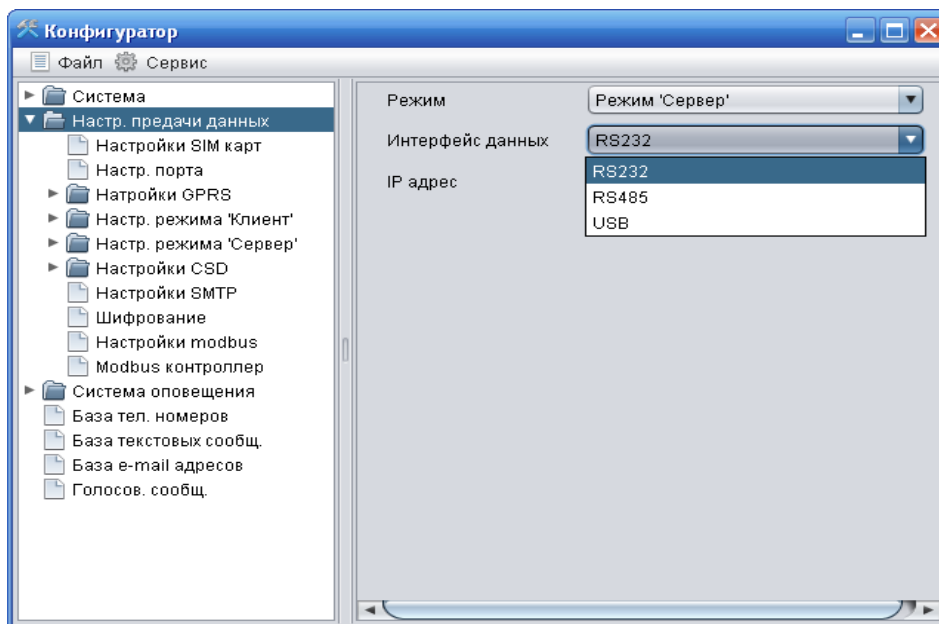 Конфигуратор
Файл Сервис
Система
Настр. предачи данных
Настройки SIM карт
Настр. порта
Натройки GPRS
Настр. режима 'Клиент'
Настр. режима 'Сервер'
Настройки CSD
Настройки SMTP
Шифрование
Настройки modbus
Modbus контроллер
Система оповещения
База тел. номеров
База текстовых сообщ.
База e-mail адресов
Голосов. сообщ.
Режим Режим 'Сервер'
Интерфейс данных RS232
IP адрес
RS232
RS485
USB